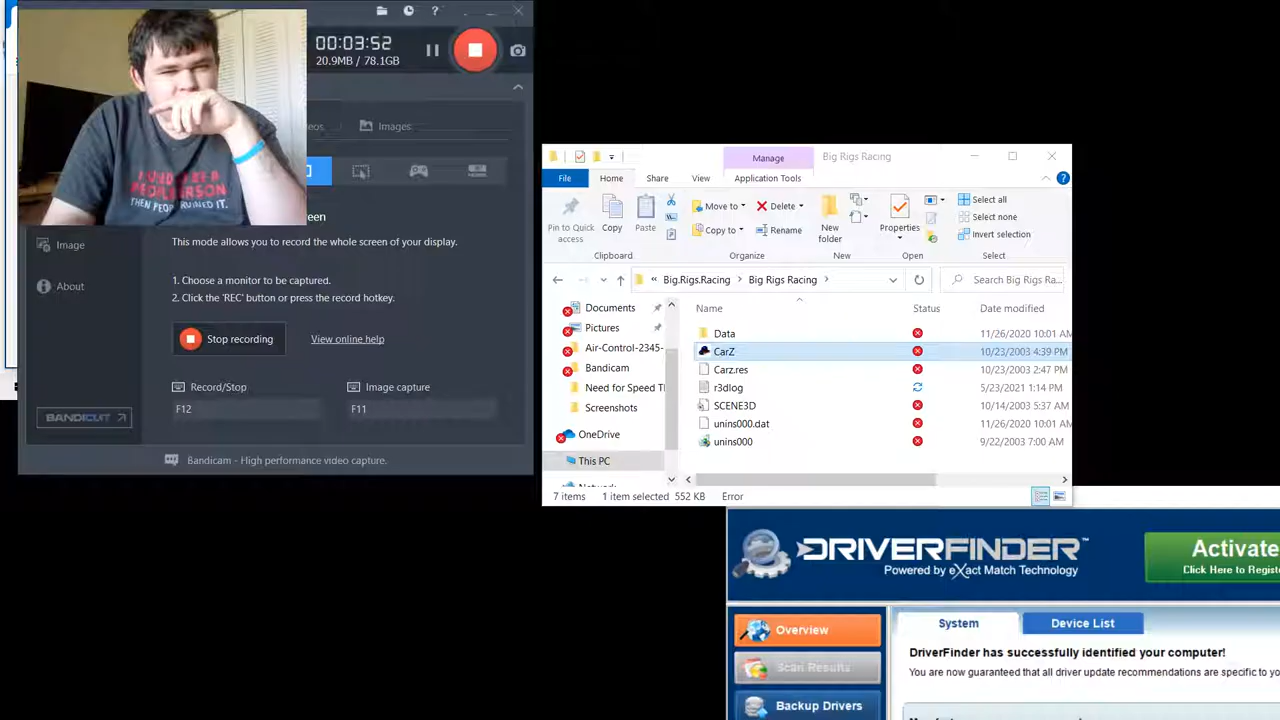 00:03:52
20.9MB / 78.1GB
Images
This mode allows you to record the whole screen of your display.
1. Choose a monitor to be captured.
2. Click the 'REC' button or press the record hotkey.
Stop recording
View online help
Record/Stop
Image capture
F12
F11
Image
About
BANDICUT
Bandicam - High performance video capture.
PERSON
THEN PEOPLE RUINED IT.
Manage
Big Rigs Racing
File
Home
Share
View
Application Tools
Pin to Quick access
Copy
Paste
Move to
Copy to
Delete
Rename
New folder
Properties
Select all
Select none
Invert selection
Clipboard
Organize
New
Open
Select
« Big.Rigs.Racing > Big Rigs Racing >
Search Big Rigs Ra...
Name
Status
Date modified
Documents
Pictures
Air-Control-2345-
Bandicam
Need for Speed T
Screenshots
OneDrive
This PC
Data
11/26/2020 10:01 AM
CarZ
10/23/2003 4:39 PM
Carz.res
10/23/2003 2:47 PM
r3dlog
5/23/2021 1:14 PM
SCENE3D
10/14/2003 5:37 AM
unins000.dat
11/26/2020 10:01 AM
unins000
9/22/2003 7:00 AM
7 items
1 item selected 552 KB
Error
DRIVERFINDER™
Powered by eXact Match Technology
Activate
Click Here to Registe
Overview
Scan Results
Backup Drivers
System
Device List
DriverFinder has successfully identified your computer!
You are now guaranteed that all driver update recommendations are specific to yo